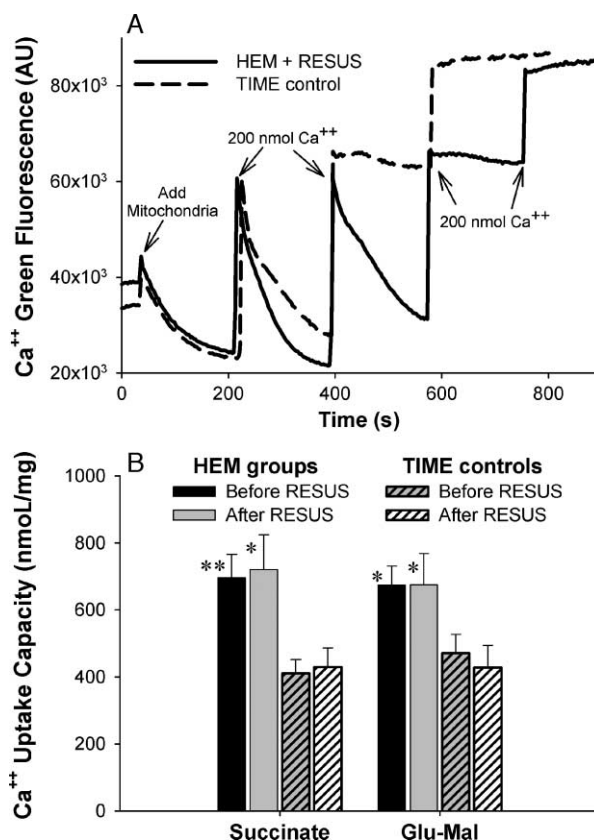 A
HEM + RESUS
TIME control
Ca++ Green Fluorescence (AU)
80x10³
60x10³
40x10³
20x10³
200 nmol Ca++
Add
Mitochondria
200 nmol Ca++
0 200 400 600 800
Time (s)
B
HEM groups TIME controls
Before RESUS Before RESUS
After RESUS After RESUS
Ca++ Uptake Capacity (nmoL/mg)
1000
800
600
400
200
0
** * * *
Succinate Glu-Mal